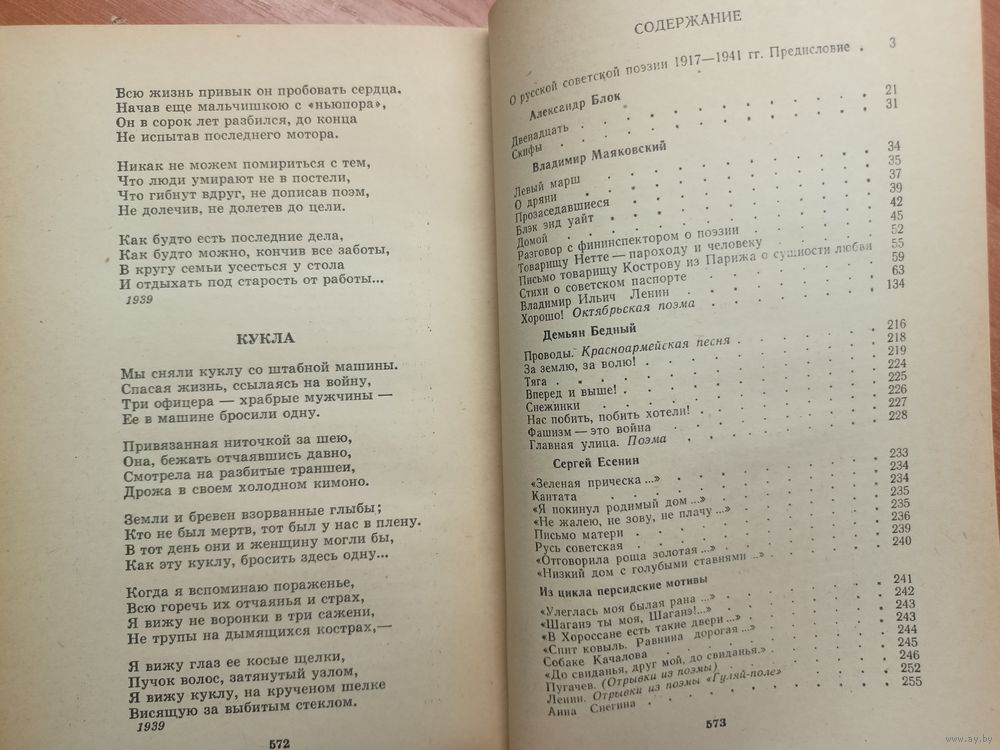 Всю жизнь привык он пробовать сердца.
Начав еще мальчишкою с «ньюпора»,
Он в сорок лет разбился, до конца
Не испытав последнего мотора.
Никак не можем помириться с тем,
Что люди умирают не в постели,
Что гибнут вдруг, не дописав поэм,
Не долечив, не долетев до цели.
Как будто есть последние дела,
Как будто можно, кончив все заботы,
В кругу семьи усесться у стола
И отдыхать под старость от работы...
1939
КУКЛА
Мы сняли куклу со штабной машины.
Спасая жизнь, ссылаясь на войну,
Три офицера — храбрые мужчины —
Ее в машине бросили одну.
Привязанная ниточкой за шею,
Она, бежать отчаявшись давно,
Смотрела на разбитые траншеи,
Дрожа в своем холодном кимоно.
Земли и бревен взорванные глыбы;
Кто не был мертв, тот был у нас в плену.
В тот день они и женщину могли бы,
Как эту куклу, бросить здесь одну...
Когда я вспоминаю пораженье,
Всю горечь их отчаянья и страх,
Я вижу не воронки в три сажени,
Не трупы на дымящихся кострах,—
Я вижу глаз ее косые щелки,
Пучок волос, затянутый узлом,
Я вижу куклу, на крученом шелке
Висящую за выбитым стеклом.
1939
572
СОДЕРЖАНИЕ
О русской советской поэзии 1917—1941 гг. Предисловие . 3
Александр Блок
Двенадцать . . . . . . . . . . 21
Скифы . . . . . . . . . . 31
Владимир Маяковский
Левый марш . . . . . . . . . . 34
О дряни . . . . . . . . . . 35
Прозаседавшиеся . . . . . . . . . . 37
Блэк энд уайт . . . . . . . . . . 39
Домой . . . . . . . . . . 42
Разговор с фининспектором о поэзии . . . . . 45
Товарищу Нетте — пароходу и человеку . . . . 52
Письмо товарищу Кострову из Парижа о сущности любви 55
Стихи о советском паспорте . . . . . . 59
Владимир Ильич Ленин . . . . . . . 63
Хорошо! Октябрьская поэма . . . . . . 134
Демьян Бедный
Проводы. Красноармейская песня . . . . . 216
За землю, за волю! . . . . . . . . 218
Тяга . . . . . . . . . . 219
Вперед и выше! . . . . . . . . 224
Снежинки . . . . . . . . . 225
Нас побить, побить хотели! . . . . . . 226
Фашизм — это война . . . . . . . 227
Главная улица. Поэма . . . . . . . 228
Сергей Есенин
«Зеленая прическа...» . . . . . . . 233
Кантата . . . . . . . . . 234
«Я покинул родимый дом...» . . . . . . 234
«Не жалею, не зову, не плачу...» . . . . . 235
Письмо матери . . . . . . . . 235
Русь советская . . . . . . . . 236
«Отговорила роща золотая...» . . . . . . 239
«Низкий дом с голубыми ставнями...» . . . . 240
Из цикла персидские мотивы
«Улеглась моя былая рана...» . . . . . . 241
«Шаганэ ты моя, Шаганэ!...» . . . . . . 242
«В Хороссане есть такие двери...» . . . . . 243
«Спит ковыль. Равнина дорогая...» . . . . . 243
Собаке Качалова . . . . . . . . 244
«До свиданья, друг мой, до свиданья.» . . . . 245
Пугачев. (Отрывки из поэмы) . . . . . . 246
Ленин. Отрывки из поэмы «Гуляй-поле» . . . . 252
Анна Снегина . . . . . . . . 255
573
www.ay.by